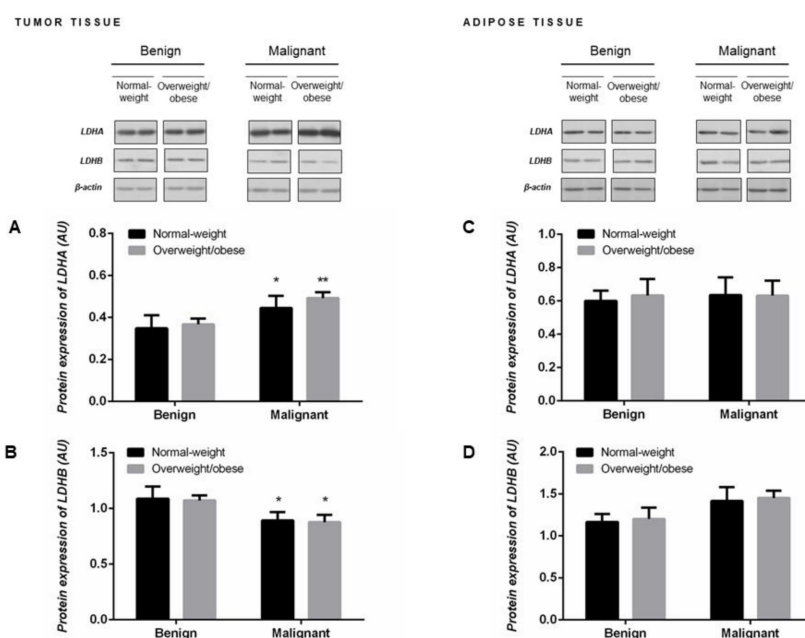 TUMOR TISSUE
Benign Malignant
Normal-weight Overweight/obese Normal-weight Overweight/obese
LDHA
LDHB
β-actin
ADIPOSE TISSUE
Benign Malignant
Normal-weight Overweight/obese Normal-weight Overweight/obese
LDHA
LDHB
β-actin
A
Protein expression of LDHA (AU)
0.8
0.6
0.4
0.2
0.0
Normal-weight
Overweight/obese
* **
Benign Malignant
C
Protein expression of LDHA (AU)
1.0
0.8
0.6
0.4
0.2
0.0
Normal-weight
Overweight/obese
Benign Malignant
B
Protein expression of LDHB (AU)
1.5
1.0
0.5
0.0
Normal-weight
Overweight/obese
* *
Benign Malignant
D
Protein expression of LDHB (AU)
2.0
1.5
1.0
0.5
0.0
Normal-weight
Overweight/obese
Benign Malignant